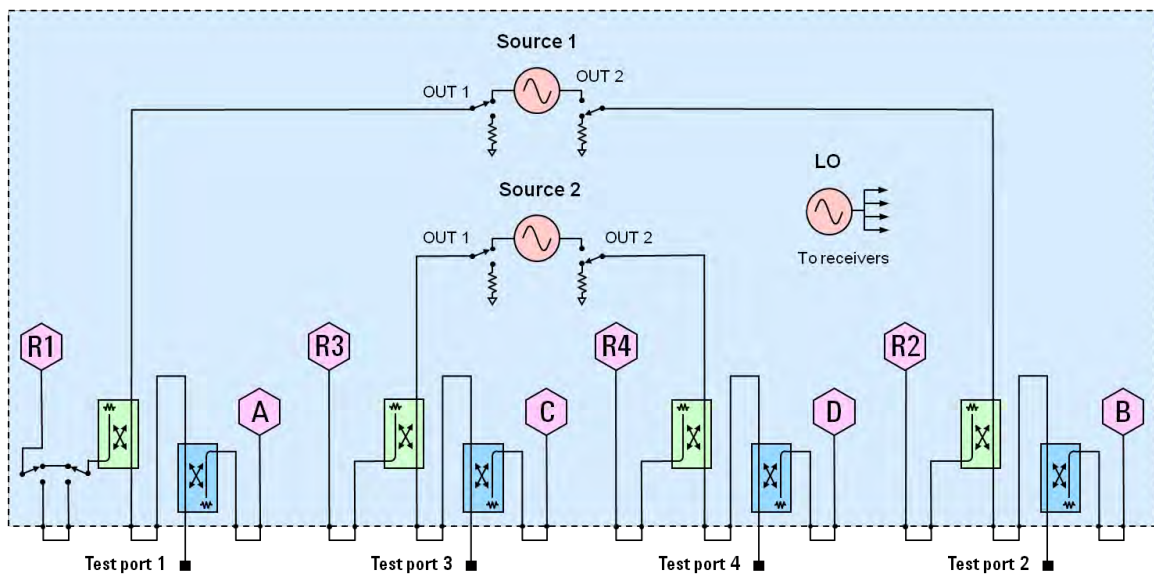 Source 1
OUT 1
OUT 2
LO
Source 2
OUT 1
OUT 2
To receivers
R1
R3
R4
R2
A
C
D
B
Test port 1
Test port 3
Test port 4
Test port 2